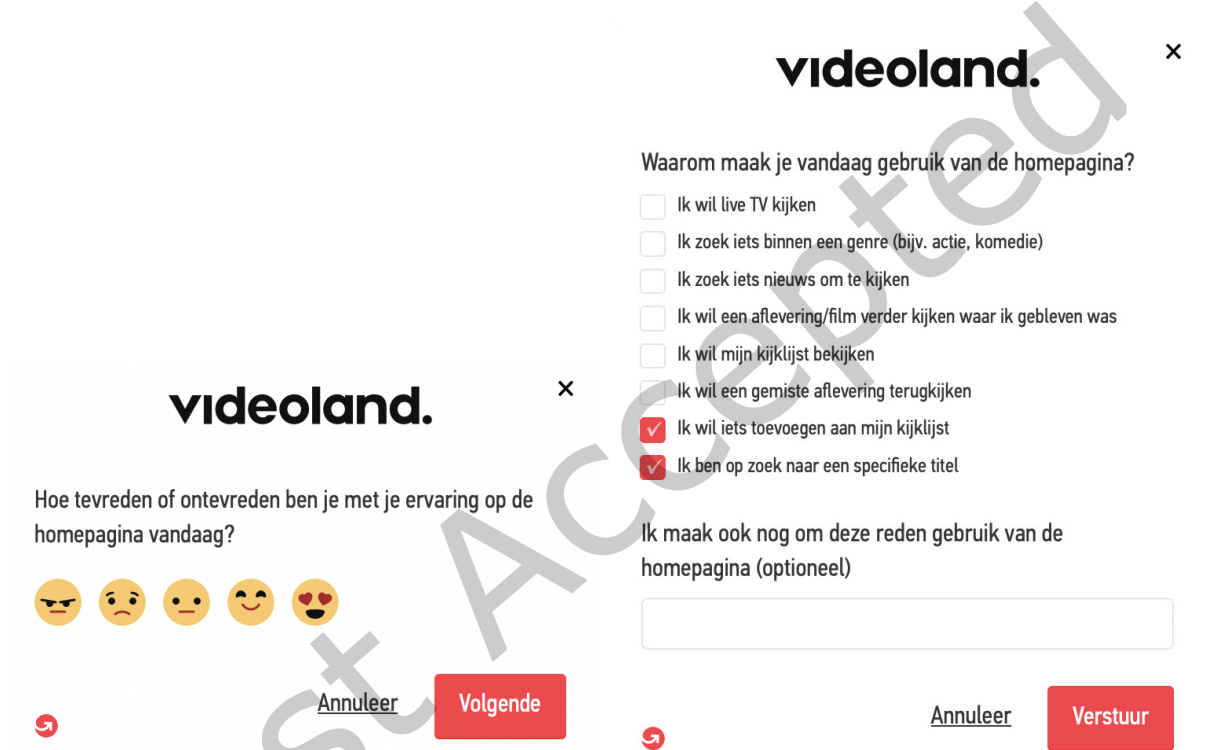 videoland.
Hoe tevreden of ontevreden ben je met je ervaring op de
homepagina vandaag?
Annuleer
Volgende
videoland.
Waarom maak je vandaag gebruik van de homepagina?
Ik wil live TV kijken
Ik zoek iets binnen een genre (bijv. actie, komedie)
Ik zoek iets nieuws om te kijken
Ik wil een aflevering/film verder kijken waar ik gebleven was
Ik wil mijn kijklijst bekijken
Ik wil een gemiste aflevering terugkijken
Ik wil iets toevoegen aan mijn kijklijst
Ik ben op zoek naar een specifieke titel
Ik maak ook nog om deze reden gebruik van de
homepagina (optioneel)
Annuleer
Verstuur
st Accepted